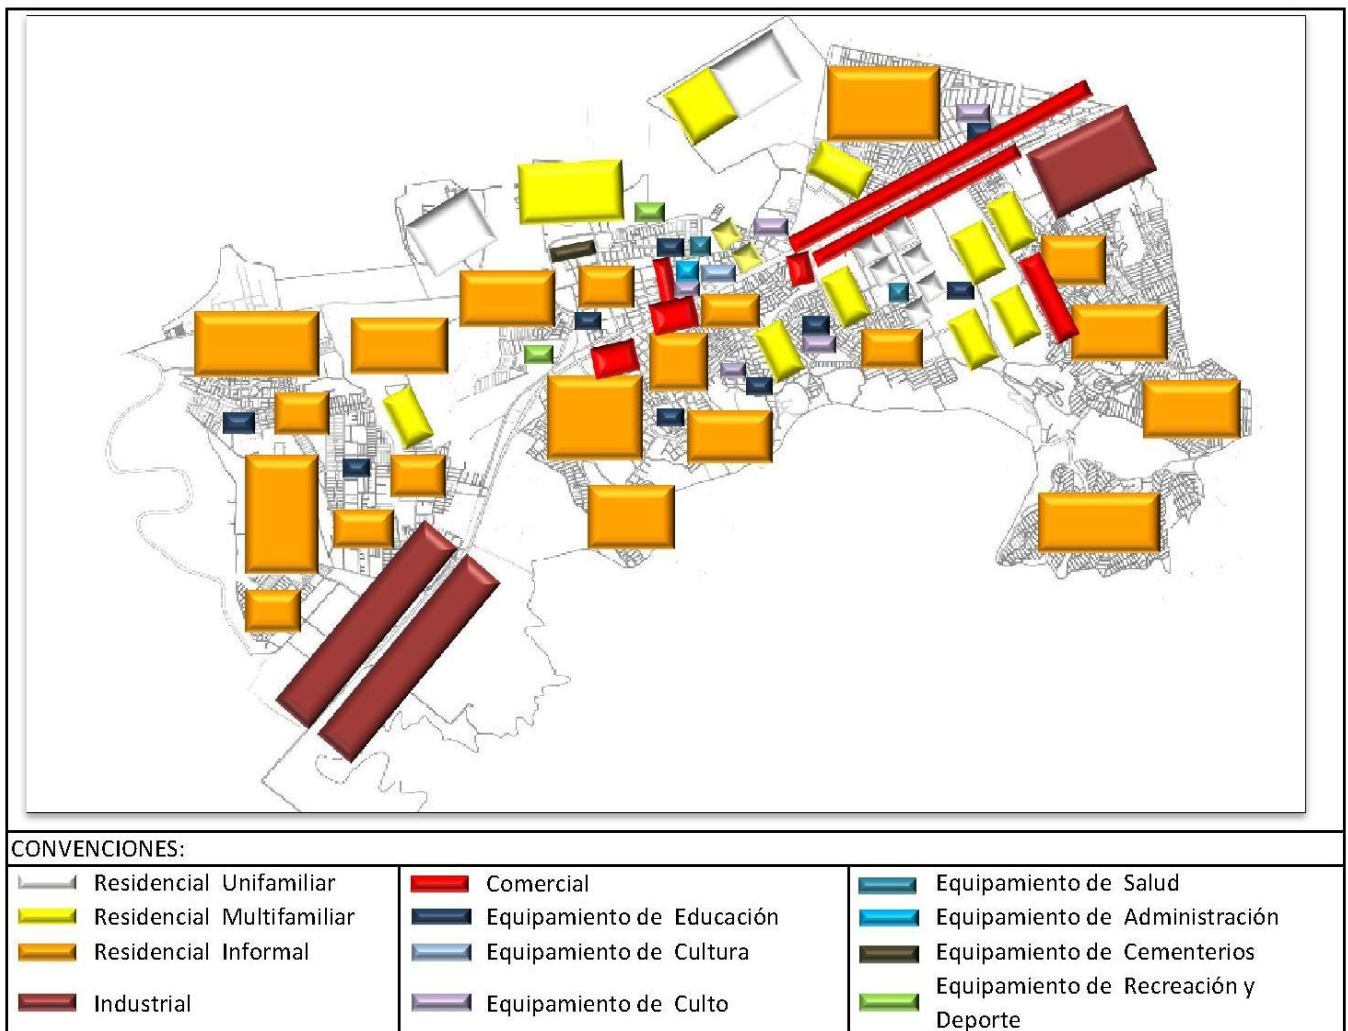 CONVENCIONES:
Residencial Unifamiliar
Residencial Multifamiliar
Residencial Informal
Industrial
Comercial
Equipamiento de Educación
Equipamiento de Cultura
Equipamiento de Culto
Equipamiento de Salud
Equipamiento de Administración
Equipamiento de Cementerios
Equipamiento de Recreación y
Deporte